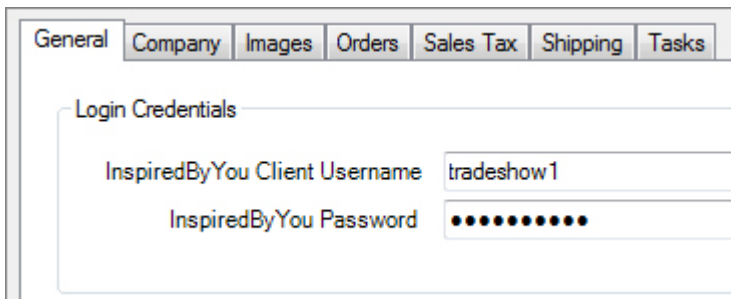 General Company Images Orders Sales Tax Shipping Tasks
Login Credentials
InspiredByYou Client Username tradeshow1
InspiredByYou Password ●●●●●●●●●●